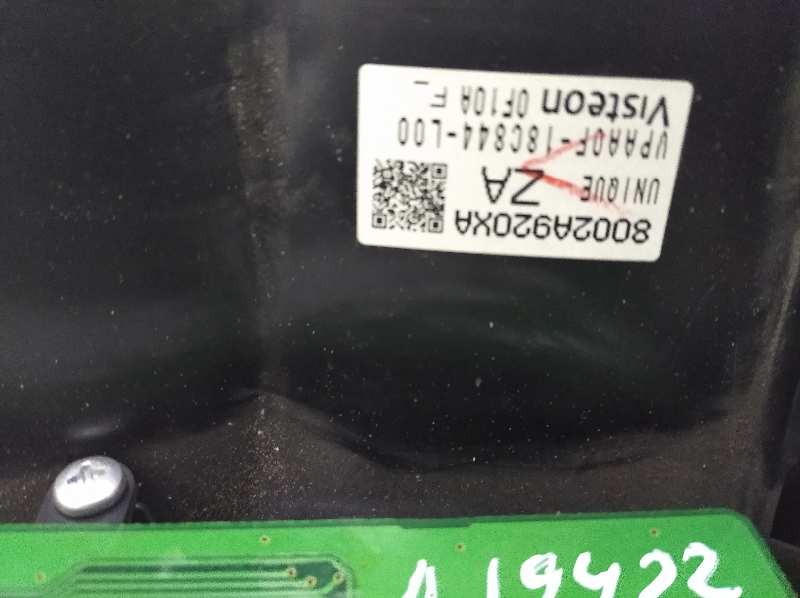 8002A920XA
UNIQUE ZA
VPAA0F-18C844-L00
Visteon 0F10A F_
A 19422